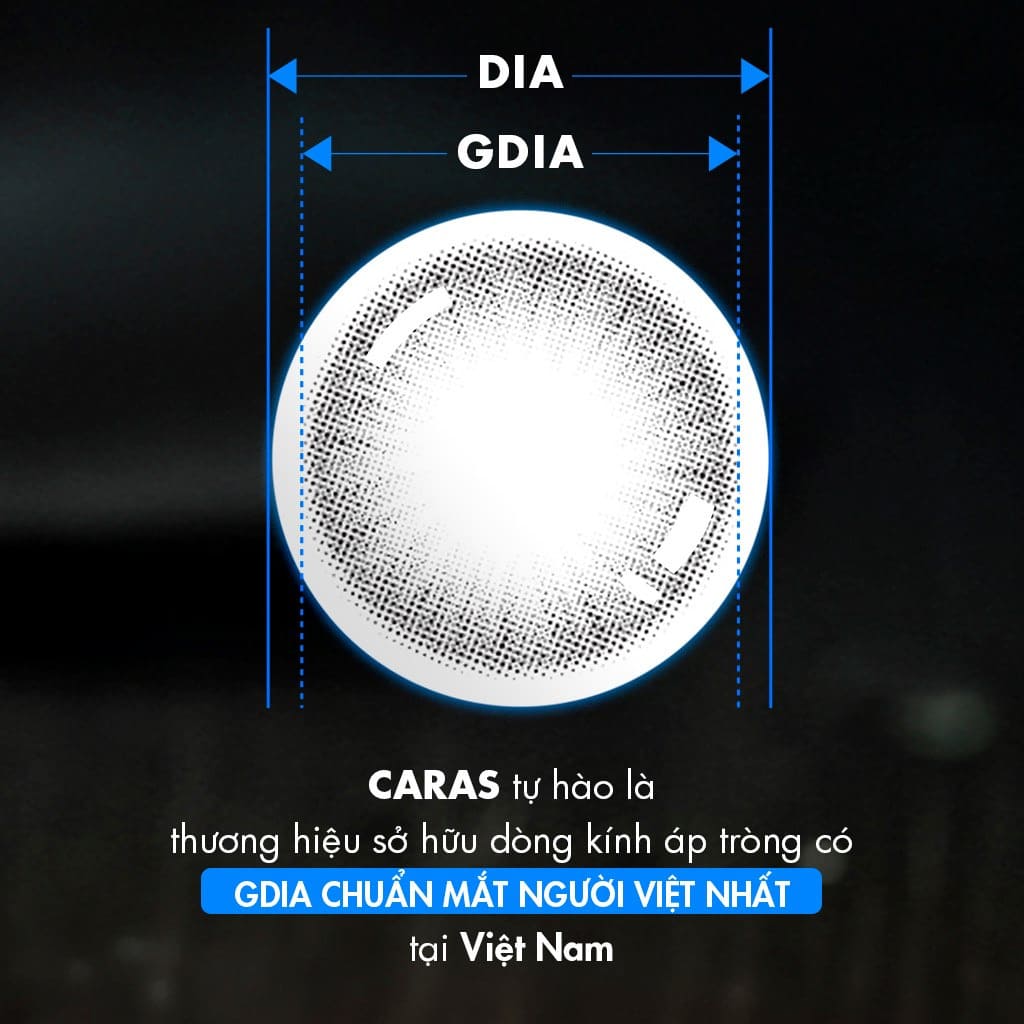 DIA
GDIA
CARAS tự hào là
thương hiệu sở hữu dòng kính áp tròng có
GDIA CHUẨN MẮT NGƯỜI VIỆT NHẤT
tại Việt Nam